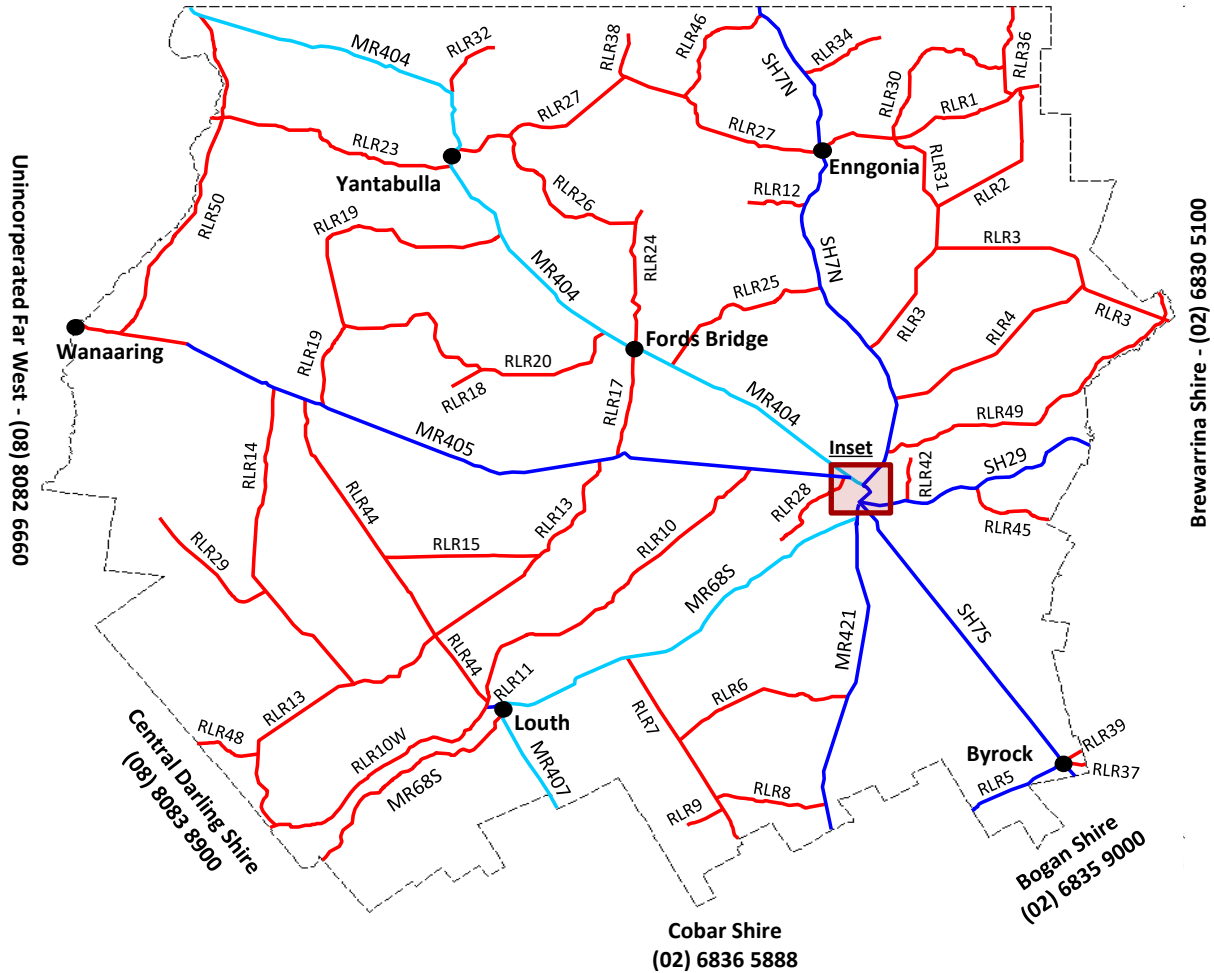 MR404
RLR32
RLR38
RLR46
SH7N
RLR34
RLR36
RLR30
RLR1
RLR27
RLR27
RLR23
Yantabulla
Enngonia
RLR31
RLR2
RLR12
RLR26
RLR50
RLR19
RLR24
SH7N
RLR3
MR404
RLR25
RLR3
RLR4
RLR3
Wanaaring
Fords Bridge
RLR19
RLR20
RLR18
RLR17
MR404
RLR49
MR405
Inset
RLR14
RLR44
RLR13
RLR10
RLR28
RLR42
SH29
RLR45
RLR29
RLR15
MR68S
SH7S
MR421
RLR44
RLR11
RLR6
RLR7
Louth
RLR13
RLR48
RLR10W
MR68S
MR407
RLR8
RLR9
Byrock
RLR39
RLR37
RLR5
Unincorperated Far West - (08) 8082 6660
Brewarrina Shire - (02) 6830 5100
Central Darling Shire
(08) 8083 8900
Bogan Shire
(02) 6835 9000
Cobar Shire
(02) 6836 5888